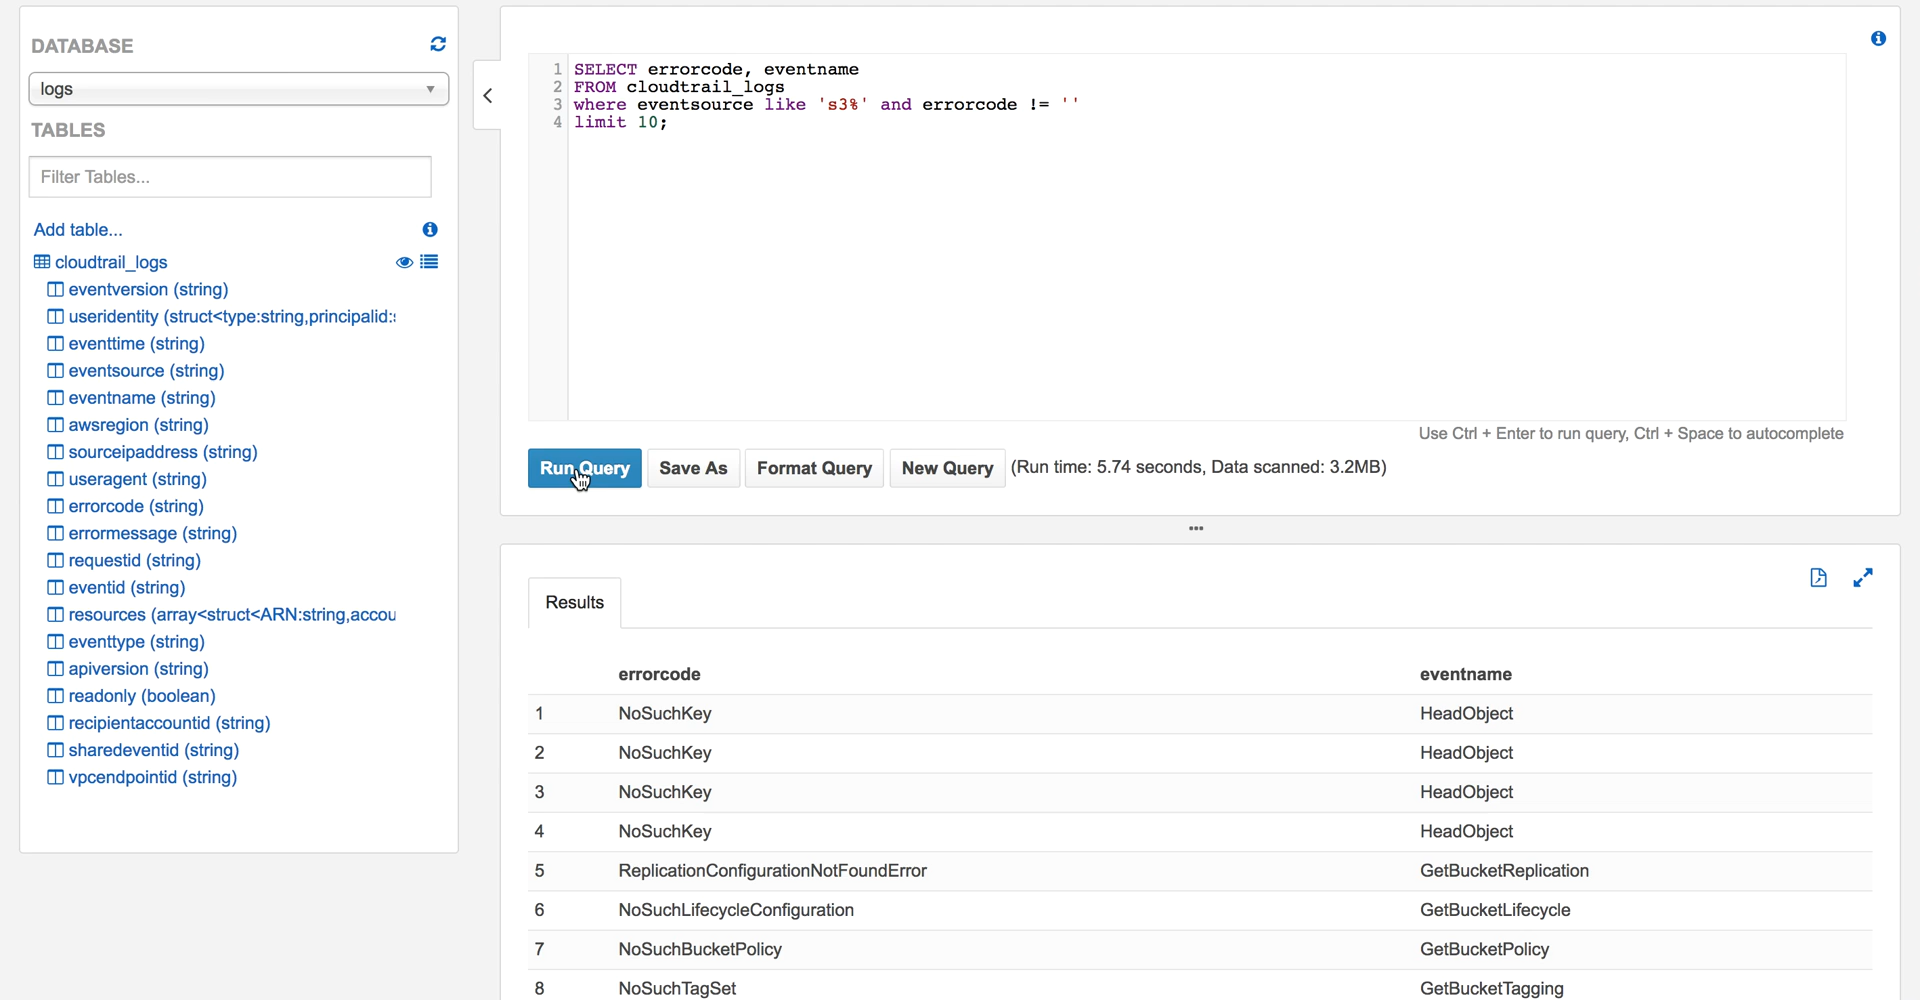 DATABASE
logs
TABLES
Filter Tables...
Add table...
cloudtrail_logs
eventversion (string)
useridentity (struct<type:string,principalid:s
eventtime (string)
eventsource (string)
eventname (string)
awsregion (string)
sourceipaddress (string)
useragent (string)
errorcode (string)
errormessage (string)
requestid (string)
eventid (string)
resources (array<struct<ARN:string,accou
eventtype (string)
apiversion (string)
readonly (boolean)
recipientaccountid (string)
sharedeventid (string)
vpcendpointid (string)
1 SELECT errorcode, eventname
2 FROM cloudtrail_logs
3 where eventsource like 's3%' and errorcode != ''
4 limit 10;
Use Ctrl + Enter to run query, Ctrl + Space to autocomplete
Run Query Save As Format Query New Query (Run time: 5.74 seconds, Data scanned: 3.2MB)
Results
errorcode eventname
1 NoSuchKey HeadObject
2 NoSuchKey HeadObject
3 NoSuchKey HeadObject
4 NoSuchKey HeadObject
5 ReplicationConfigurationNotFoundError GetBucketReplication
6 NoSuchLifecycleConfiguration GetBucketLifecycle
7 NoSuchBucketPolicy GetBucketPolicy
8 NoSuchTagSet GetBucketTagging